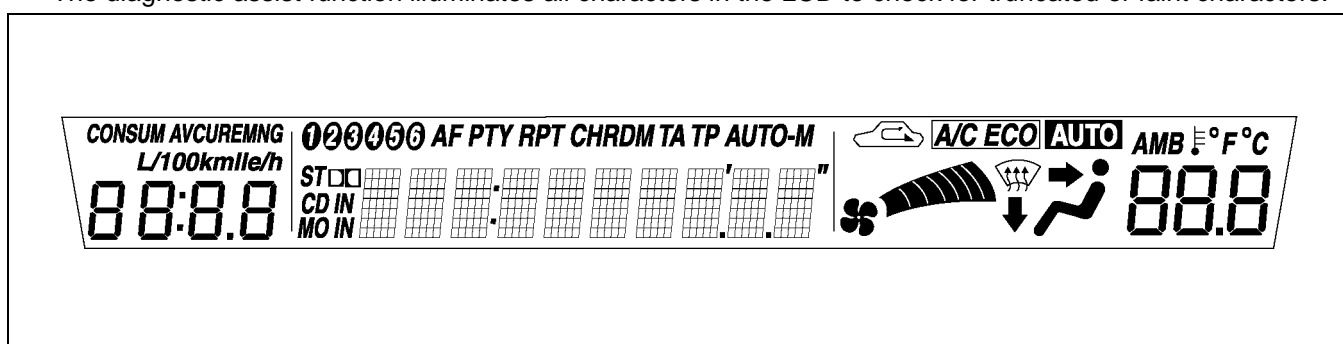 The diagnostic assist function illuminates all characters in the LCD to check for truncated or faint characters.
CONSUM AVCUREMNG
L/100kmlle/h
88:8.8
123456 AF PTY RPT CHRDM TA TP AUTO-M
ST
CD IN
MO IN
A/C ECO AUTO AMB °F°C
88.8